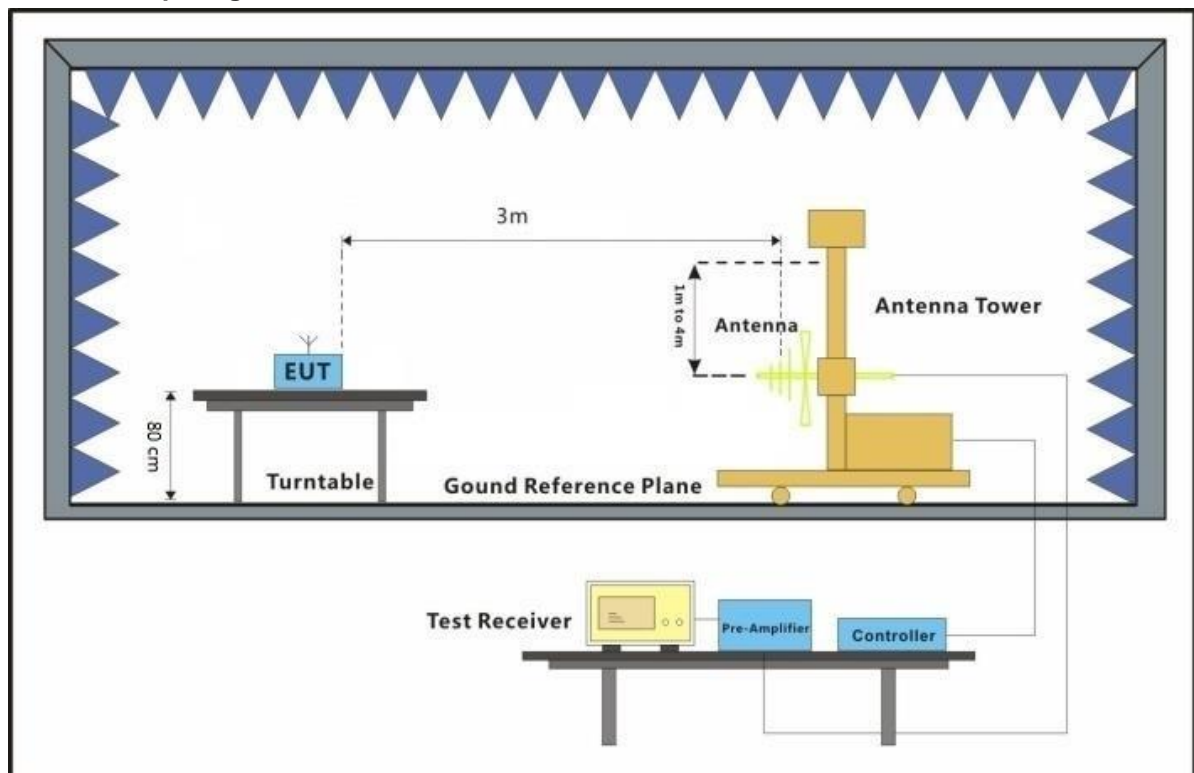 3m
1m to 4m
Antenna
Antenna Tower
EUT
80 cm
Turntable
Gound Reference Plane
Test Receiver
Pre-Amplifier
Controller